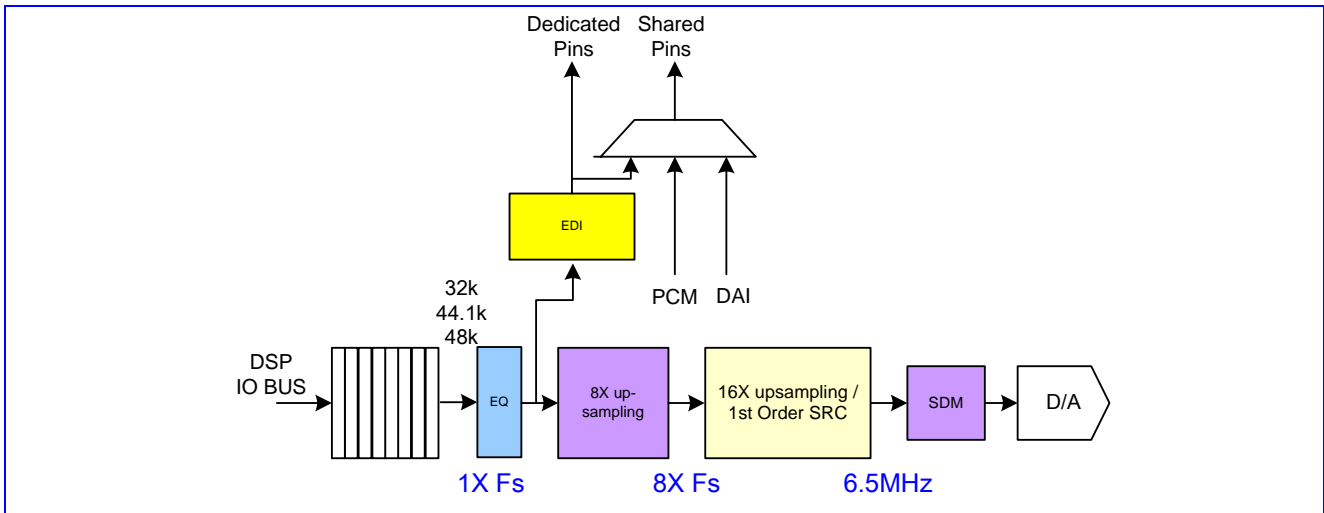 Dedicated
Pins
Shared
Pins
EDI
PCM
DAI
32k
44.1k
48k
DSP
IO BUS
EQ
8X up-
sampling
16X upsampling /
1st Order SRC
SDM
D/A
1X Fs
8X Fs
6.5MHz